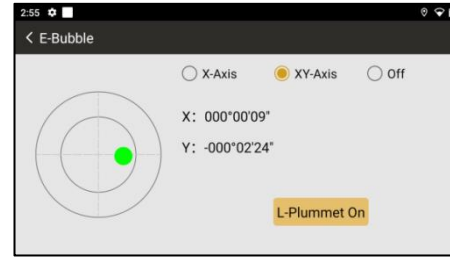 2:55
< E-Bubble
X-Axis XY-Axis Off
X: 000°00'09"
Y: -000°02'24"
L-Plummet On